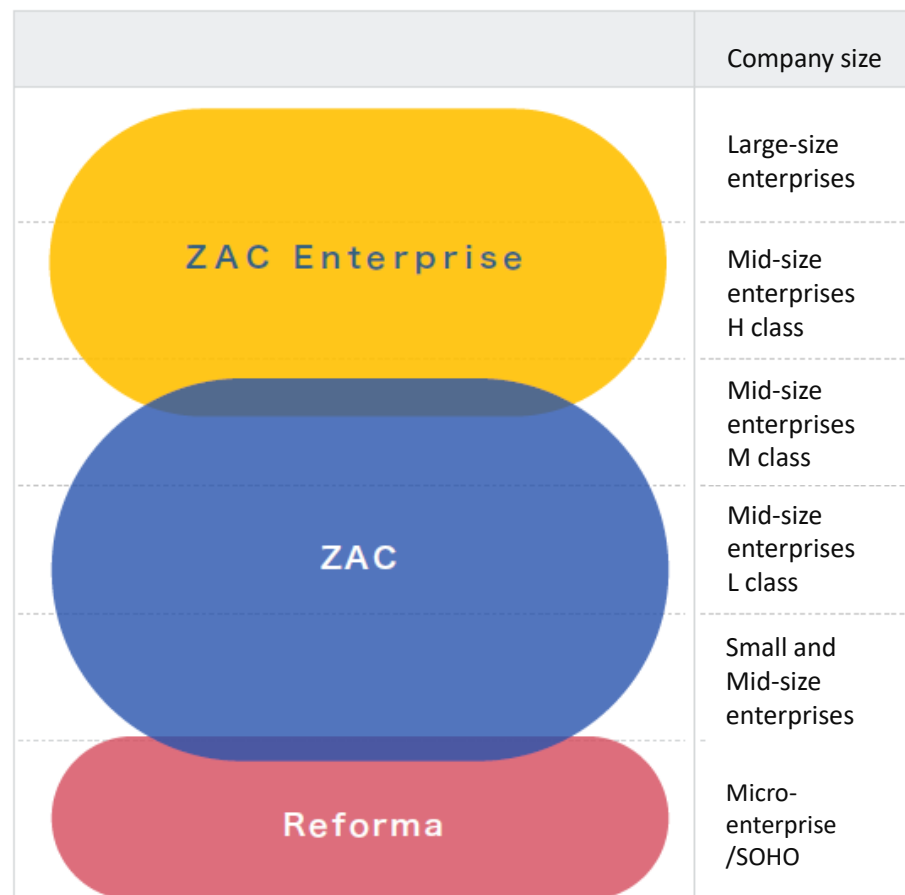 Company size
Large-size
enterprises
ZAC Enterprise
Mid-size
enterprises
H class
Mid-size
enterprises
M class
ZAC
Mid-size
enterprises
L class
Small and
Mid-size
enterprises
Reforma
Micro-
enterprise
/SOHO